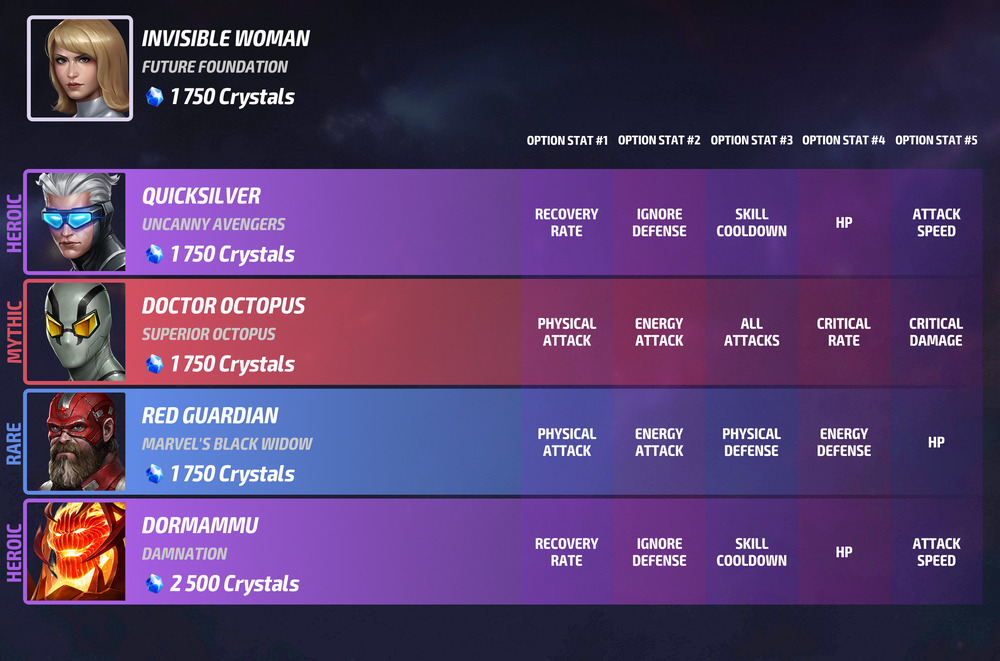 INVISIBLE WOMAN
FUTURE FOUNDATION
1 750 Crystals
OPTION STAT #1 OPTION STAT #2 OPTION STAT #3 OPTION STAT #4 OPTION STAT #5
HEROIC
QUICKSILVER
UNCANNY AVENGERS
1 750 Crystals
RECOVERY
RATE
IGNORE
DEFENSE
SKILL
COOLDOWN
HP
ATTACK
SPEED
MYTHIC
DOCTOR OCTOPUS
SUPERIOR OCTOPUS
1 750 Crystals
PHYSICAL
ATTACK
ENERGY
ATTACK
ALL
ATTACKS
CRITICAL
RATE
CRITICAL
DAMAGE
RARE
RED GUARDIAN
MARVEL'S BLACK WIDOW
1 750 Crystals
PHYSICAL
ATTACK
ENERGY
ATTACK
PHYSICAL
DEFENSE
ENERGY
DEFENSE
HP
HEROIC
DORMAMMU
DAMNATION
2 500 Crystals
RECOVERY
RATE
IGNORE
DEFENSE
SKILL
COOLDOWN
HP
ATTACK
SPEED